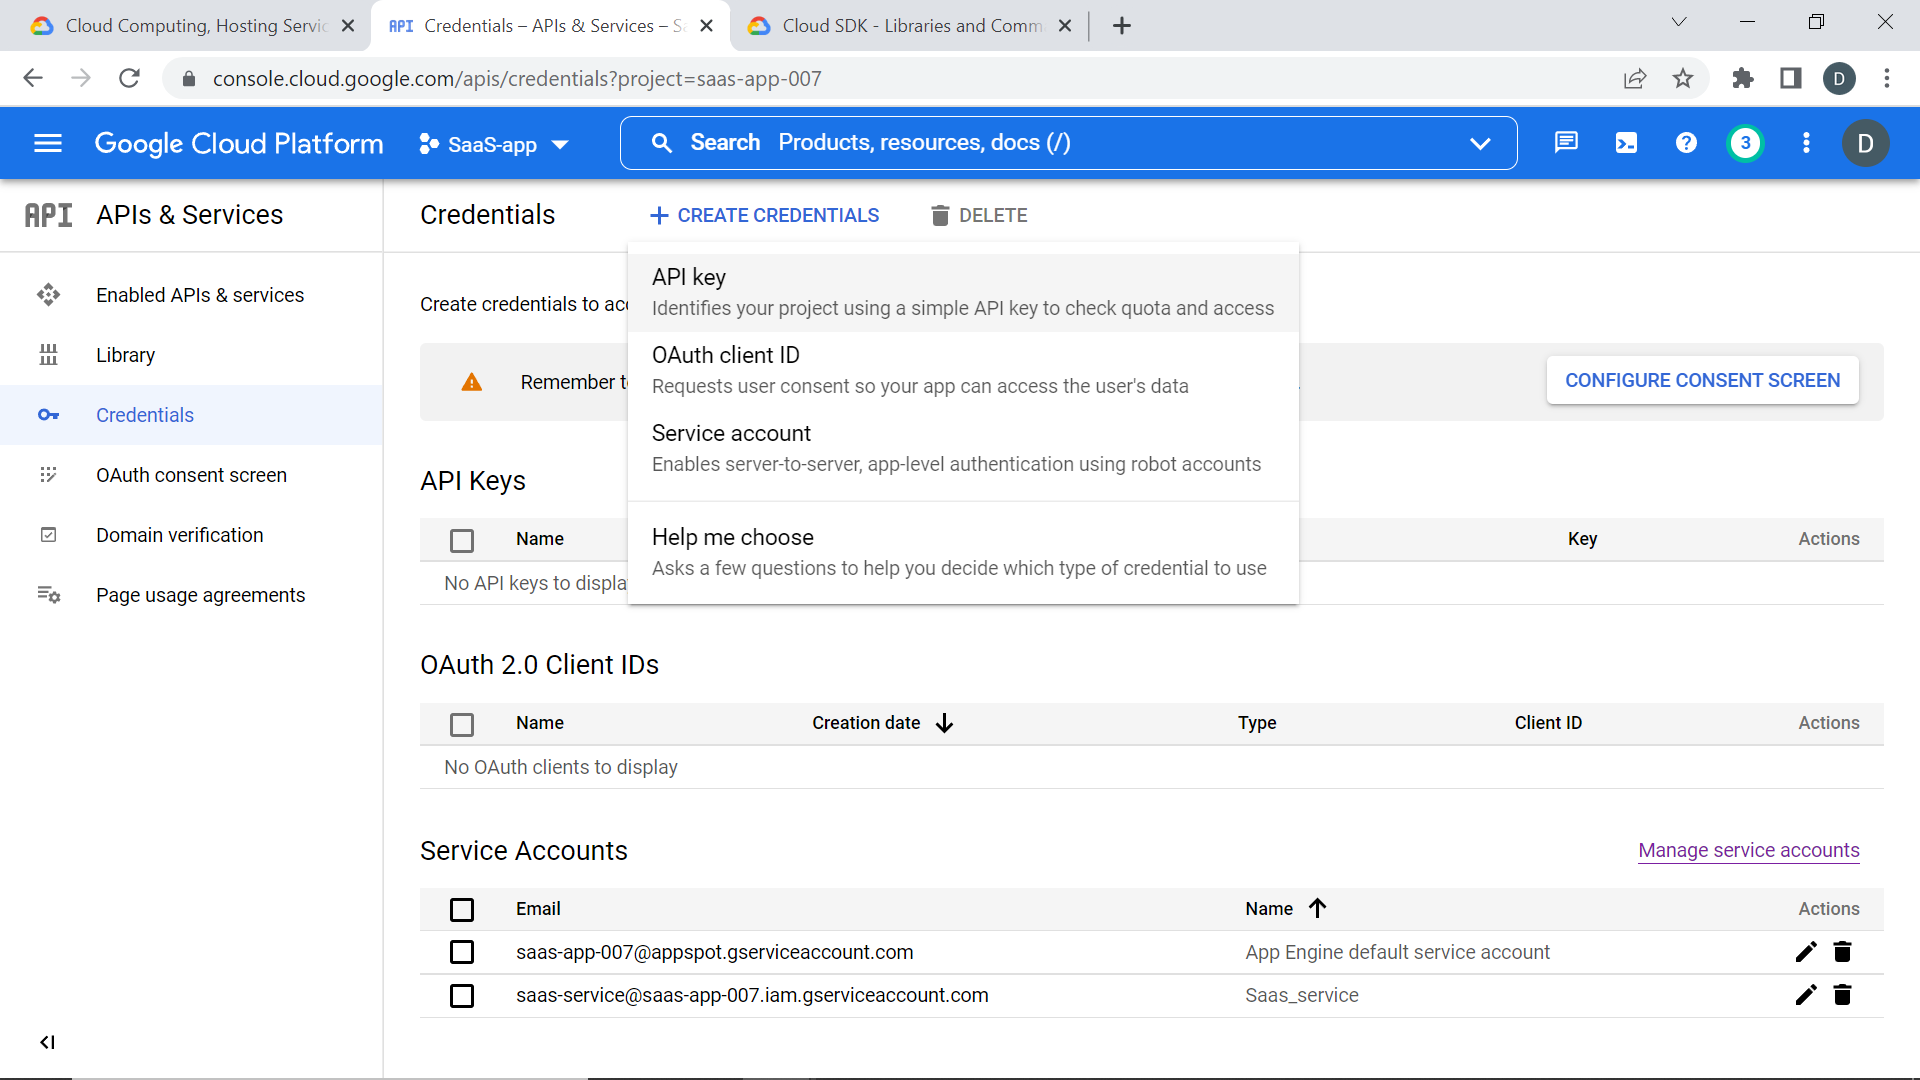 Cloud Computing, Hosting Servic
API Credentials – APIs & Services – Sa
Cloud SDK - Libraries and Comma
console.cloud.google.com/apis/credentials?project=saas-app-007
D
Google Cloud Platform
SaaS-app
Search Products, resources, docs (/)
3
D
API APIs & Services
Credentials
CREATE CREDENTIALS
DELETE
Enabled APIs & services
Library
Credentials
OAuth consent screen
Domain verification
Page usage agreements
Create credentials to acc
API key
Identifies your project using a simple API key to check quota and access
OAuth client ID
Requests user consent so your app can access the user's data
Service account
Enables server-to-server, app-level authentication using robot accounts
Help me choose
Asks a few questions to help you decide which type of credential to use
Remember t
CONFIGURE CONSENT SCREEN
API Keys
Name Key Actions
No API keys to displa
OAuth 2.0 Client IDs
Name Creation date Type Client ID Actions
No OAuth clients to display
Service Accounts
Manage service accounts
Email Name Actions
saas-app-007@appspot.gserviceaccount.com App Engine default service account
saas-service@saas-app-007.iam.gserviceaccount.com Saas_service